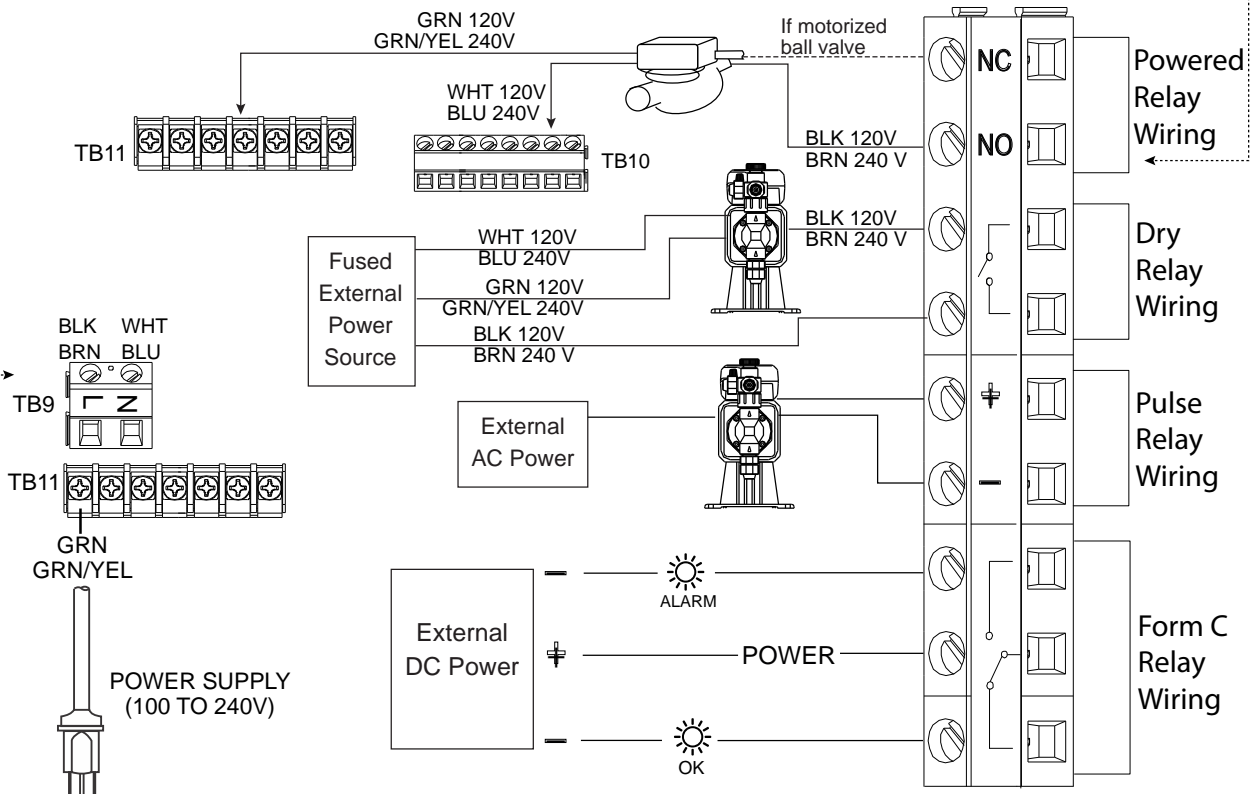 GRN 120V
GRN/YEL 240V
If motorized
ball valve
NC
Powered
Relay
Wiring
WHT 120V
BLU 240V
TB11
TB10
BLK 120V
BRN 240 V
NO
WHT 120V
BLU 240V
BLK 120V
BRN 240 V
Dry
Relay
Wiring
Fused
External
Power
Source
GRN 120V
GRN/YEL 240V
BLK 120V
BRN 240 V
BLK WHT
BRN BLU
TB9
L N
External
AC Power
+
–
Pulse
Relay
Wiring
TB11
GRN
GRN/YEL
POWER SUPPLY
(100 TO 240V)
External
DC Power
–
ALARM
+
POWER
–
OK
Form C
Relay
Wiring